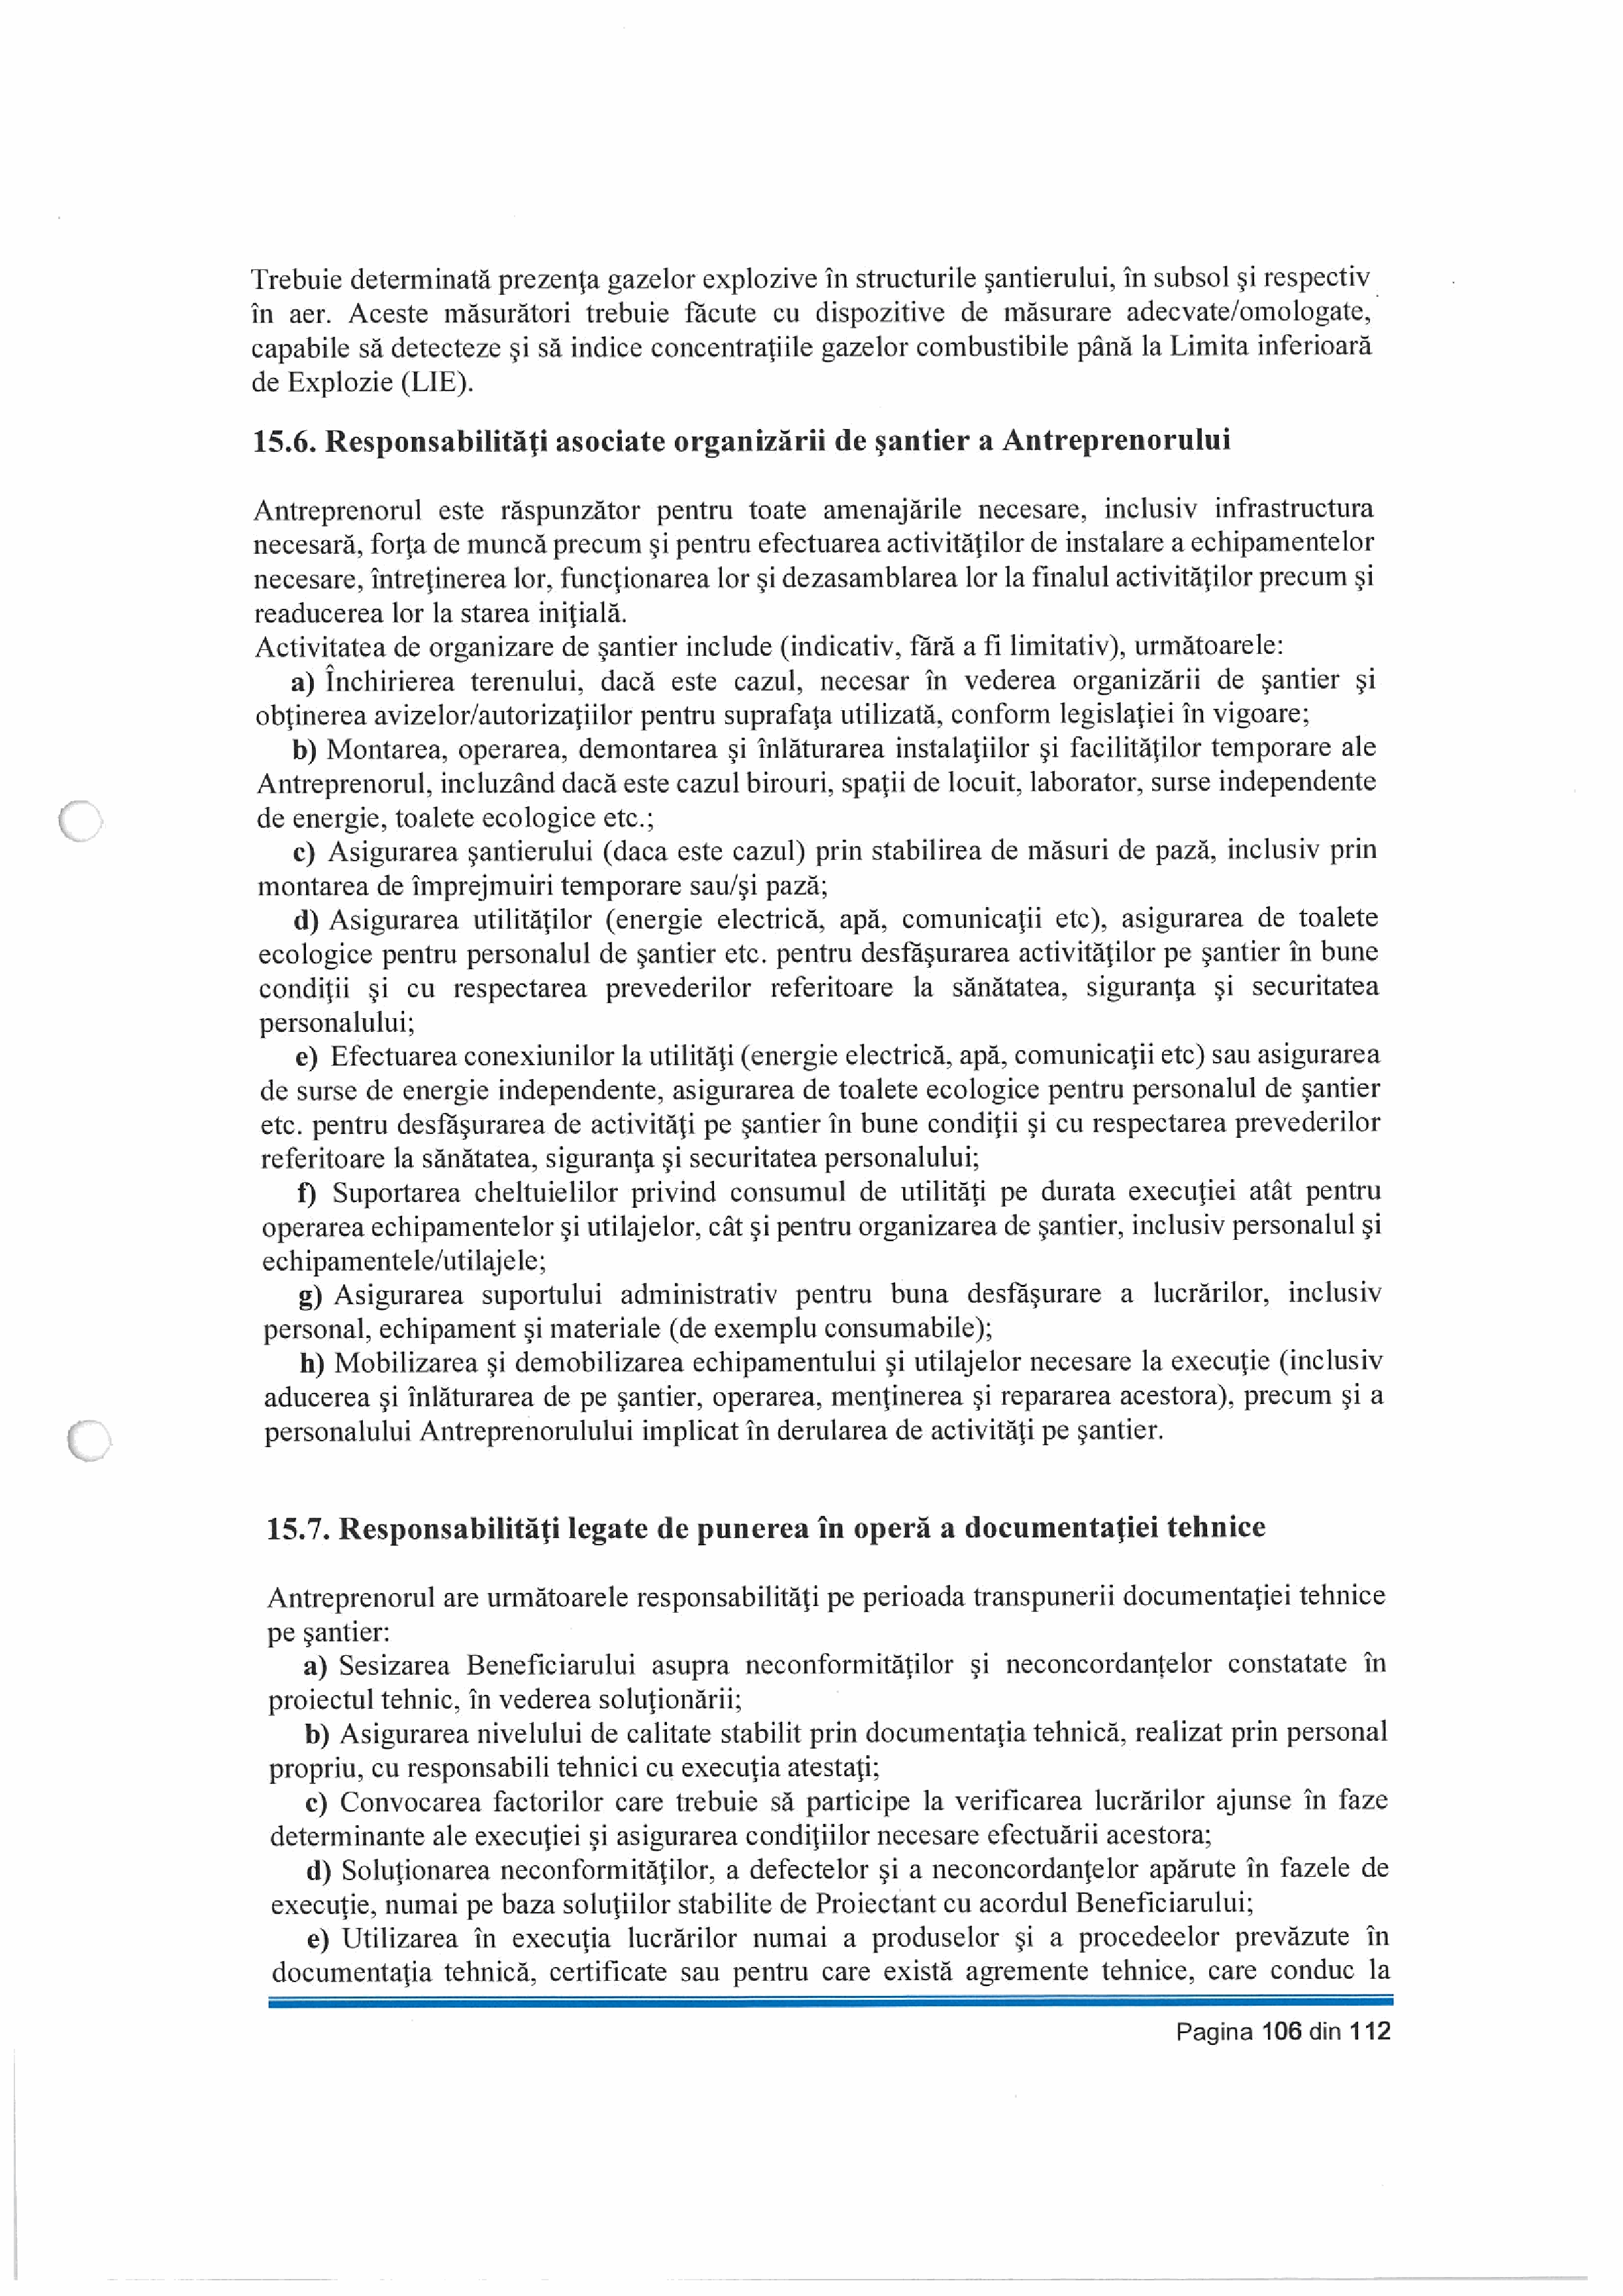 Trebuie determinată prezenţa gazelor explozive în structurile şantierului, în subsol şi respectiv
în aer. Aceste măsurători trebuie făcute cu dispozitive de măsurare adecvate/omologate,
capabile să detecteze şi să indice concentraţiile gazelor combustibile până la Limita inferioară
de Explozie (LIE).
15.6. Responsabilităţi asociate organizării de şantier a Antreprenorului
Antreprenorul este răspunzător pentru toate amenajările necesare, inclusiv infrastructura
necesară, forţa de muncă precum şi pentru efectuarea activităţilor de instalare a echipamentelor
necesare, întreţinerea lor, funcţionarea lor şi dezasamblarea lor la finalul activităţilor precum şi
readucerea lor la starea iniţială.
Activitatea de organizare de şantier include (indicativ, fără a fi limitativ), următoarele:
a) Închirierea terenului, dacă este cazul, necesar în vederea organizării de şantier şi
obţinerea avizelor/autorizaţiilor pentru suprafaţa utilizată, conform legislaţiei în vigoare;
b) Montarea, operarea, demontarea şi înlăturarea instalaţiilor şi facilităţilor temporare ale
Antreprenorul, incluzând dacă este cazul birouri, spaţii de locuit, laborator, surse independente
de energie, toalete ecologice etc.;
c) Asigurarea şantierului (daca este cazul) prin stabilirea de măsuri de pază, inclusiv prin
montarea de împrejmuiri temporare sau/şi pază;
d) Asigurarea utilităţilor (energie electrică, apă, comunicaţii etc), asigurarea de toalete
ecologice pentru personalul de şantier etc. pentru desfăşurarea activităţilor pe şantier în bune
condiţii şi cu respectarea prevederilor referitoare la sănătatea, siguranţa şi securitatea
personalului;
e) Efectuarea conexiunilor la utilităţi (energie electrică, apă, comunicaţii etc) sau asigurarea
de surse de energie independente, asigurarea de toalete ecologice pentru personalul de şantier
etc. pentru desfăşurarea de activităţi pe şantier în bune condiţii şi cu respectarea prevederilor
referitoare la sănătatea, siguranţa şi securitatea personalului;
f) Suportarea cheltuielilor privind consumul de utilităţi pe durata execuţiei atât pentru
operarea echipamentelor şi utilajelor, cât şi pentru organizarea de şantier, inclusiv personalul şi
echipamentele/utilajele;
g) Asigurarea suportului administrativ pentru buna desfăşurare a lucrărilor, inclusiv
personal, echipament şi materiale (de exemplu consumabile);
h) Mobilizarea şi demobilizarea echipamentului şi utilajelor necesare la execuţie (inclusiv
aducerea şi înlăturarea de pe şantier, operarea, menţinerea şi repararea acestora), precum şi a
personalului Antreprenorulului implicat în derularea de activităţi pe şantier.
15.7. Responsabilităţi legate de punerea în operă a documentaţiei tehnice
Antreprenorul are următoarele responsabilităţi pe perioada transpunerii documentaţiei tehnice
pe şantier:
a) Sesizarea Beneficiarului asupra neconformităţilor şi neconcordanţelor constatate în
proiectul tehnic, în vederea soluţionării;
b) Asigurarea nivelului de calitate stabilit prin documentaţia tehnică, realizat prin personal
propriu, cu responsabili tehnici cu execuţia atestaţi;
c) Convocarea factorilor care trebuie să participe la verificarea lucrărilor ajunse în faze
determinante ale execuţiei şi asigurarea condiţiilor necesare efectuării acestora;
d) Soluţionarea neconformităţilor, a defectelor şi a neconcordanţelor apărute în fazele de
execuţie, numai pe baza soluţiilor stabilite de Proiectant cu acordul Beneficiarului;
e) Utilizarea în execuţia lucrărilor numai a produselor şi a procedeelor prevăzute în
documentaţia tehnică, certificate sau pentru care există agremente tehnice, care conduc la
Pagina 106 din 112